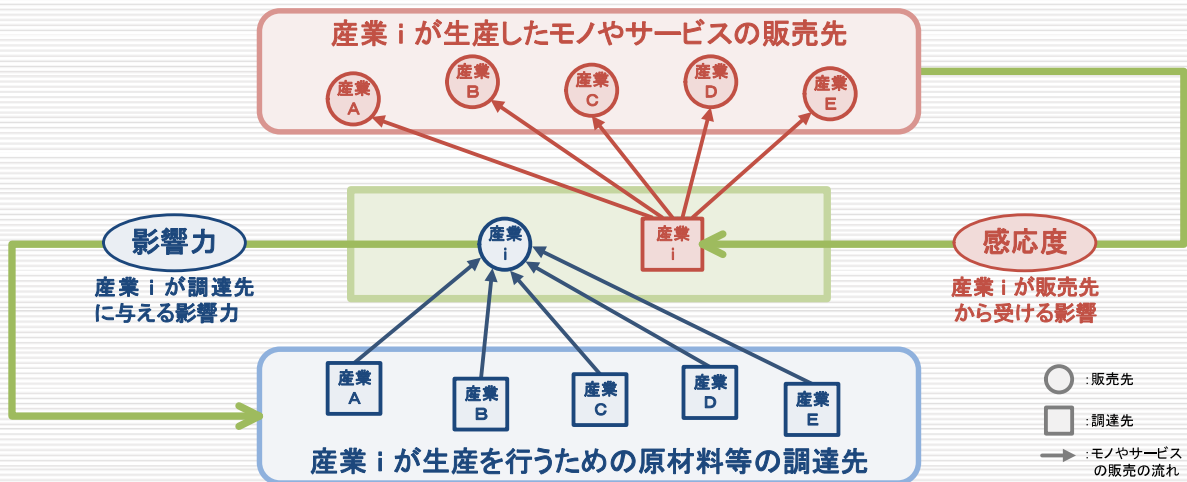 産業ｉが生産したモノやサービスの販売先
産業
A
産業
B
産業
C
産業
D
産業
E
影響力
産業ｉが調達先
に与える影響力
産業
i
産業
i
感応度
産業ｉが販売先
から受ける影響
産業
A
産業
B
産業
C
産業
D
産業
E
産業ｉが生産を行うための原材料等の調達先
:販売先
:調達先
:モノやサービス
の販売の流れ